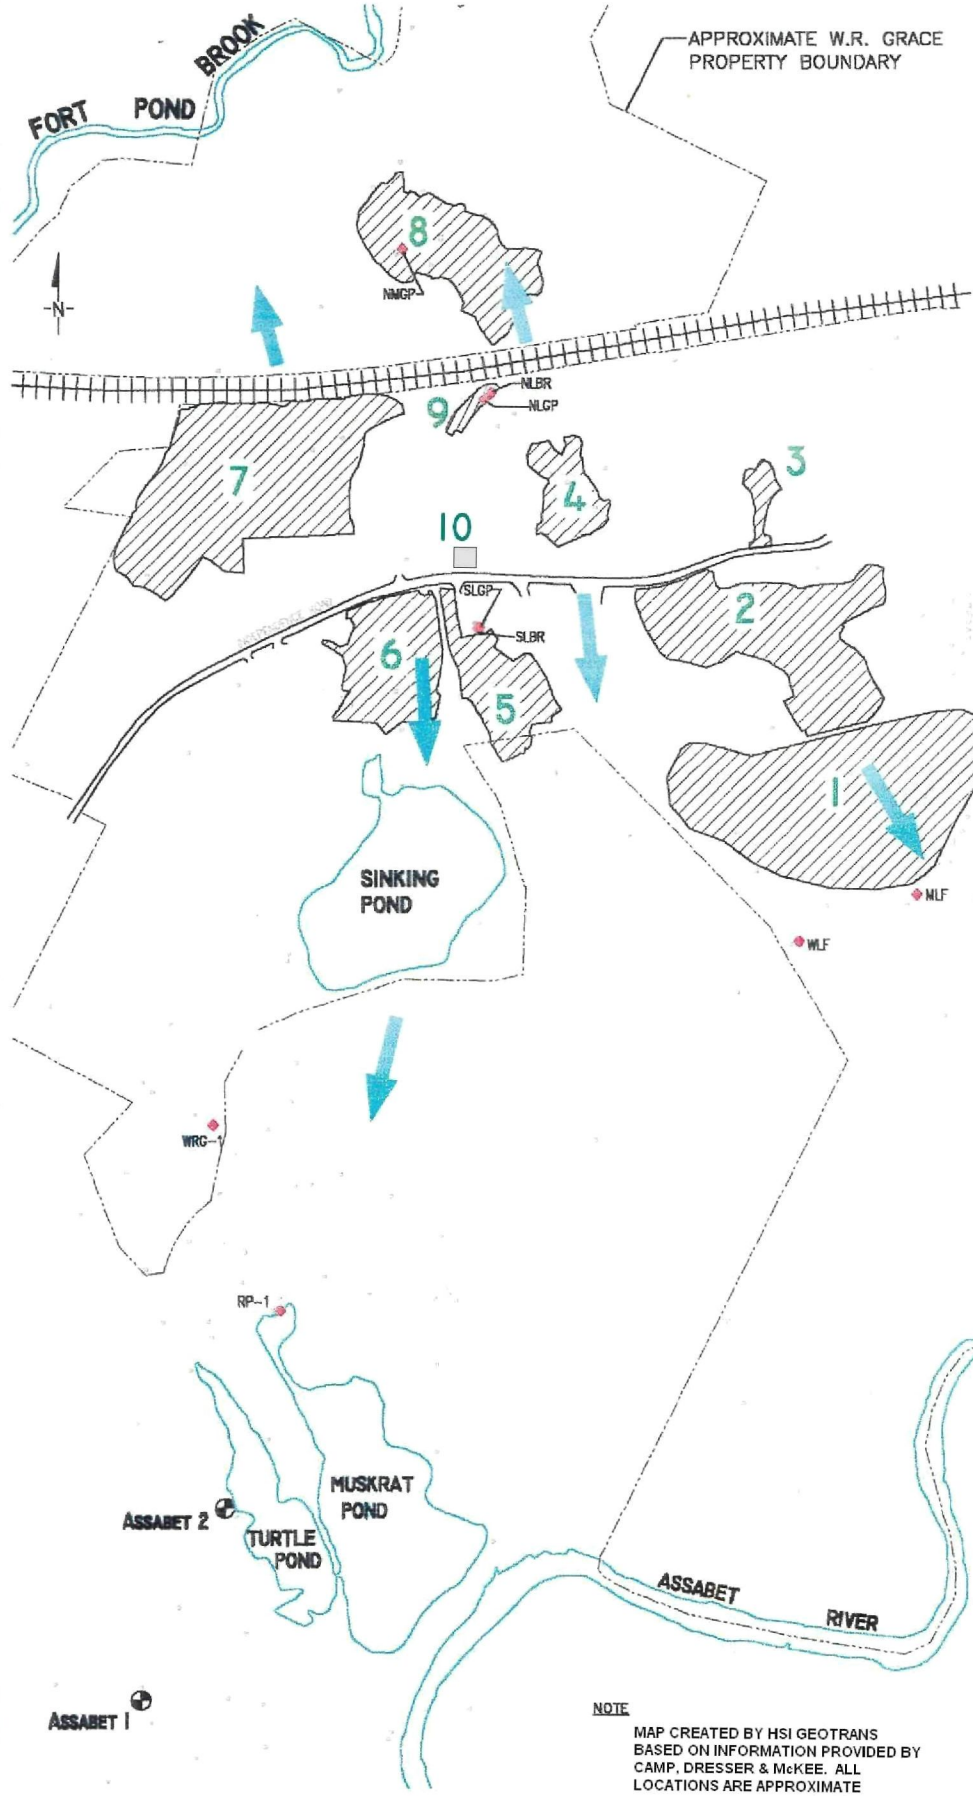 APPROXIMATE W.R. GRACE
PROPERTY BOUNDARY
FORT POND BROOK
8
NMGP
-N-
NLBR
NLGP
9
7
4
3
10
SLGP
SLBR
2
6
5
1
SINKING
POND
MLF
WLF
WRG-1
RP-1
MUSKRAT
POND
ASSABET 2
TURTLE
POND
ASSABET
RIVER
ASSABET 1
NOTE
MAP CREATED BY HSI GEOTRANS
BASED ON INFORMATION PROVIDED BY
CAMP, DRESSER & McKEE. ALL
LOCATIONS ARE APPROXIMATE